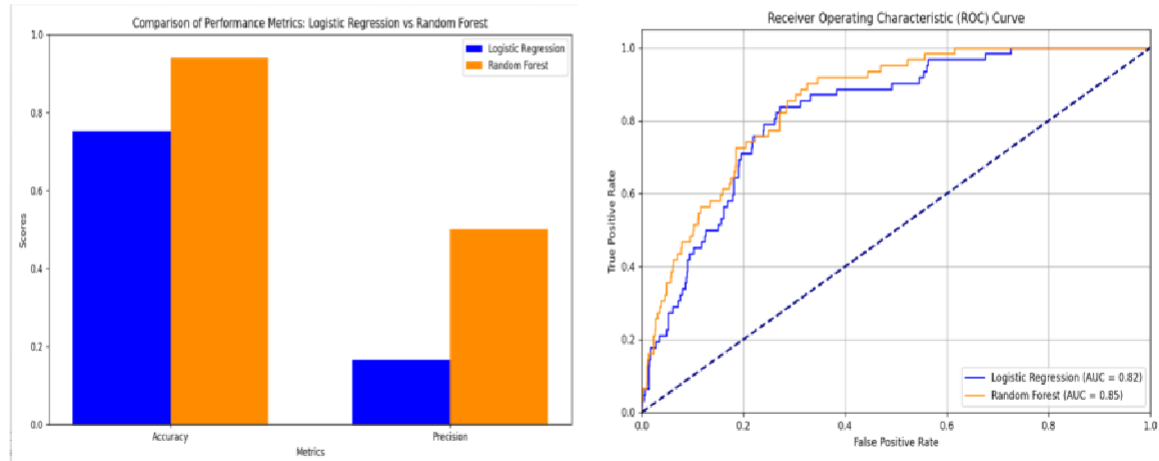 Comparison of Performance Metrics: Logistic Regression vs Random Forest
1.0
Logistic Regression
Random Forest
0.8
0.6
Scores
0.4
0.2
0.0
Accuracy
Precision
Metrics
Receiver Operating Characteristic (ROC) Curve
1.0
0.8
0.6
True Positive Rate
0.4
0.2
Logistic Regression (AUC = 0.82)
Random Forest (AUC = 0.85)
0.0
0.0 0.2 0.4 0.6 0.8 1.0
False Positive Rate